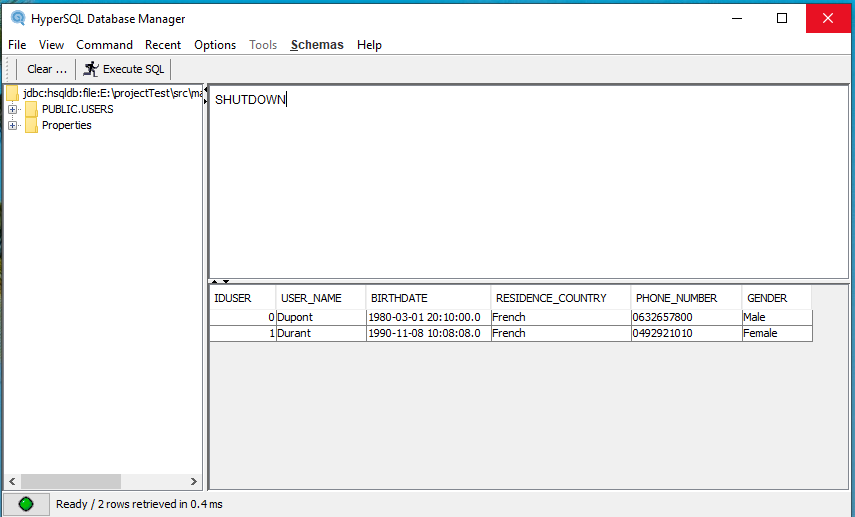 HyperSQL Database Manager
File View Command Recent Options Tools Schemas Help
Clear ... Execute SQL
jdbc:hsqldb:file:E:\projectTest\src\ma
PUBLIC.USERS
Properties
SHUTDOWN
IDUSER USER_NAME BIRTHDATE RESIDENCE_COUNTRY PHONE_NUMBER GENDER
0 Dupont 1980-03-01 20:10:00.0 French 0632657800 Male
1 Durant 1990-11-08 10:08:08.0 French 0492921010 Female
Ready / 2 rows retrieved in 0.4 ms